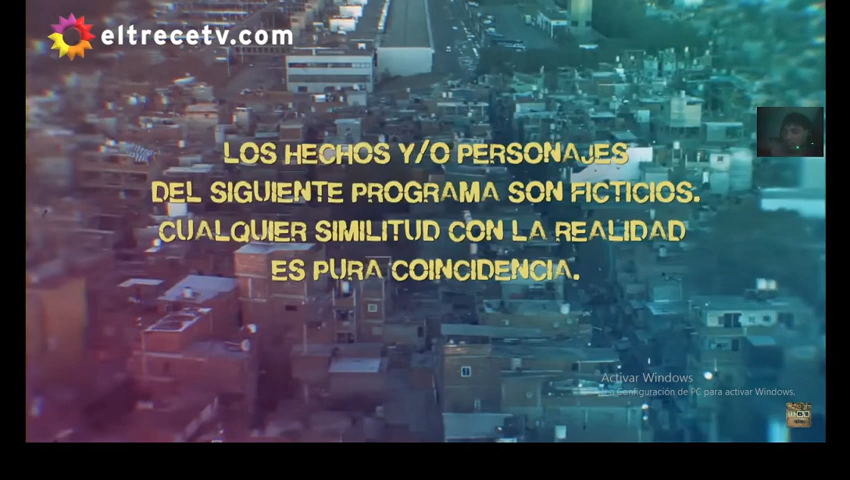 eltrecetv.com
LOS HECHOS Y/O PERSONAJES
DEL SIGUIENTE PROGRAMA SON FICTICIOS.
CUALQUIER SIMILITUD CON LA REALIDAD
ES PURA COINCIDENCIA.
Activar Windows
Configuración de PC para activar Windows.